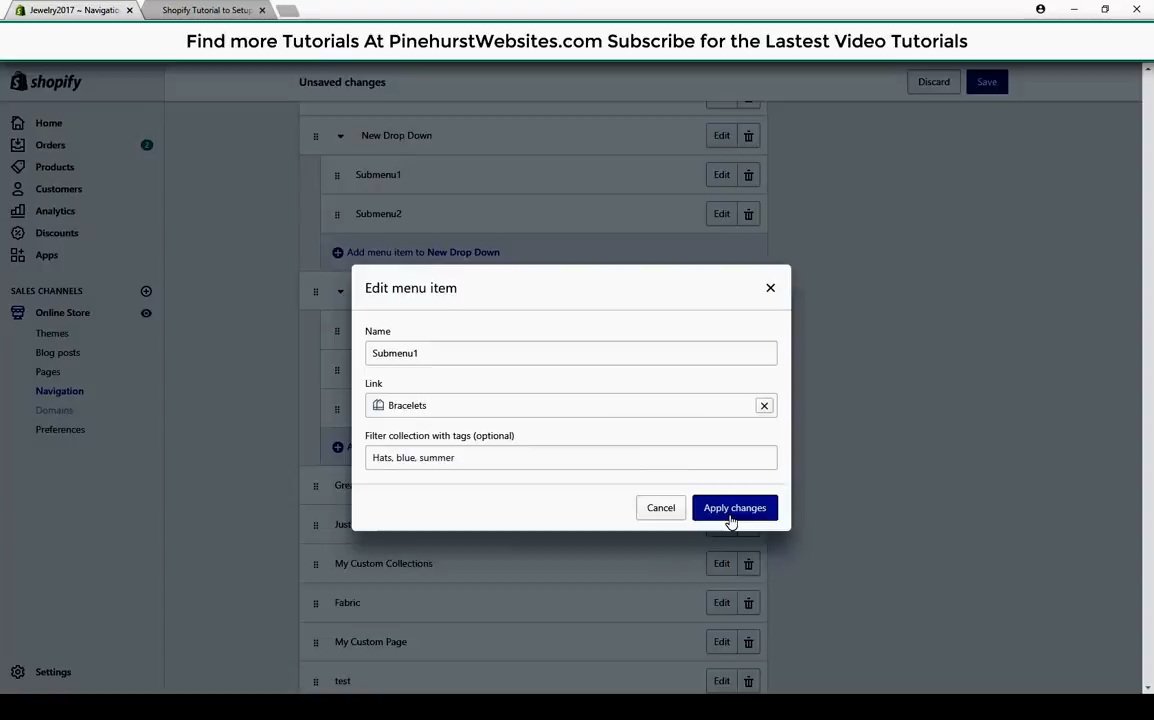 Jewelry2017 ~ Navigatic
Shopify Tutorial to Setup
Find more Tutorials At PinehurstWebsites.com Subscribe for the Lastest Video Tutorials
shopify
Unsaved changes
Discard
Save
Home
Orders
2
Products
Customers
Analytics
Discounts
Apps
SALES CHANNELS
Online Store
Themes
Blog posts
Pages
Navigation
Domains
Preferences
Settings
New Drop Down
Edit
Submenu1
Edit
Submenu2
Edit
Add menu item to New Drop Down
Edit menu item
Name
Submenu1
Link
Bracelets
Filter collection with tags (optional)
Hats, blue, summer
Cancel
Apply changes
Grea
Just
My Custom Collections
Edit
Fabric
Edit
My Custom Page
Edit
test
Edit